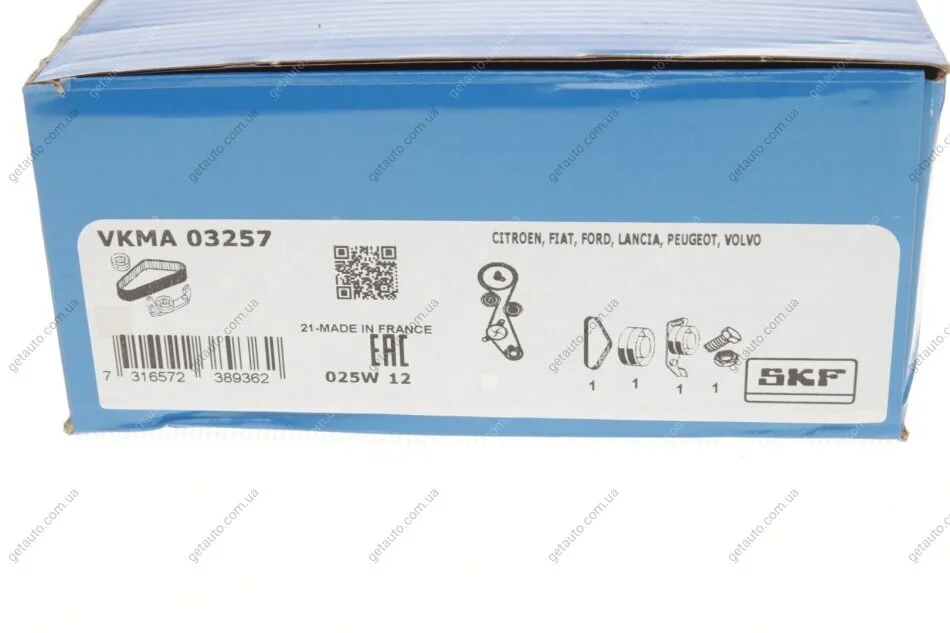 VKMA 03257
CITROEN, FIAT, FORD, LANCIA, PEUGEOT, VOLVO
21-MADE IN FRANCE
EAC
025W 12
7 316572 389362
1 1 1 1
SKF
getauto.com.ua